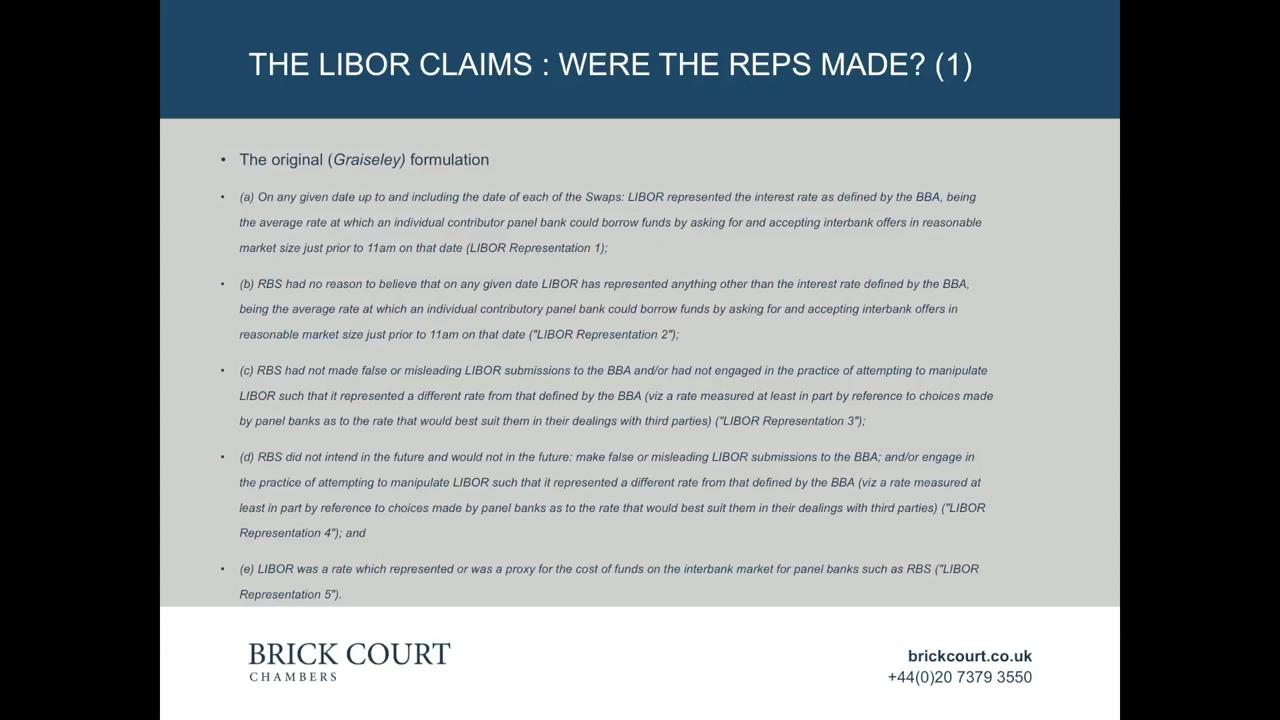 THE LIBOR CLAIMS : WERE THE REPS MADE? (1)
• The original (Graiseley) formulation
• (a) On any given date up to and including the date of each of the Swaps: LIBOR represented the interest rate as defined by the BBA, being
the average rate at which an individual contributor panel bank could borrow funds by asking for and accepting interbank offers in reasonable
market size just prior to 11am on that date (LIBOR Representation 1);
• (b) RBS had no reason to believe that on any given date LIBOR has represented anything other than the interest rate defined by the BBA,
being the average rate at which an individual contributory panel bank could borrow funds by asking for and accepting interbank offers in
reasonable market size just prior to 11am on that date ("LIBOR Representation 2");
• (c) RBS had not made false or misleading LIBOR submissions to the BBA and/or had not engaged in the practice of attempting to manipulate
LIBOR such that it represented a different rate from that defined by the BBA (viz a rate measured at least in part by reference to choices made
by panel banks as to the rate that would best suit them in their dealings with third parties) ("LIBOR Representation 3");
• (d) RBS did not intend in the future and would not in the future: make false or misleading LIBOR submissions to the BBA; and/or engage in
the practice of attempting to manipulate LIBOR such that it represented a different rate from that defined by the BBA (viz a rate measured at
least in part by reference to choices made by panel banks as to the rate that would best suit them in their dealings with third parties) ("LIBOR
Representation 4"); and
• (e) LIBOR was a rate which represented or was a proxy for the cost of funds on the interbank market for panel banks such as RBS ("LIBOR
Representation 5").
BRICK COURT
CHAMBERS
brickcourt.co.uk
+44(0)20 7379 3550